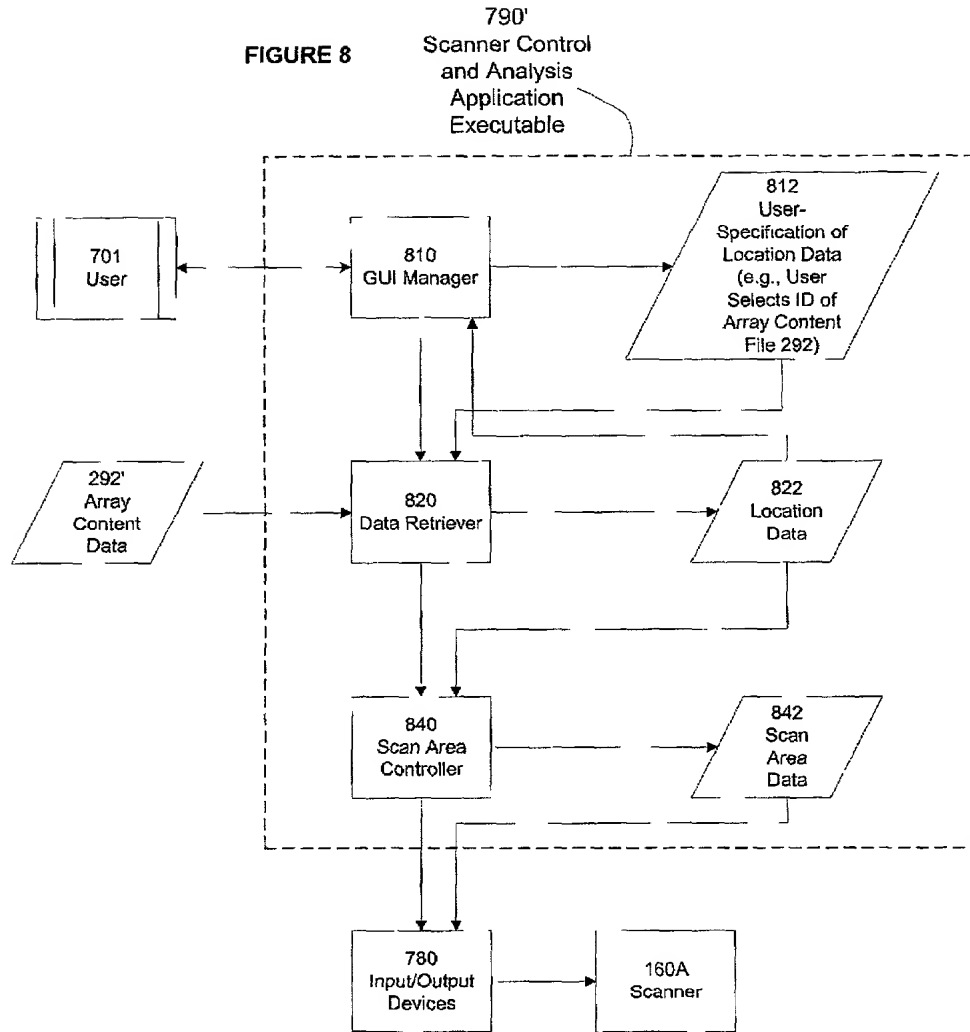 FIGURE 8
790'
Scanner Control
and Analysis
Application
Executable
701
User
810
GUI Manager
812
User-
Specification of
Location Data
(e.g., User
Selects ID of
Array Content
File 292)
292'
Array
Content
Data
820
Data Retriever
822
Location
Data
840
Scan Area
Controller
842
Scan
Area
Data
780
Input/Output
Devices
160A
Scanner